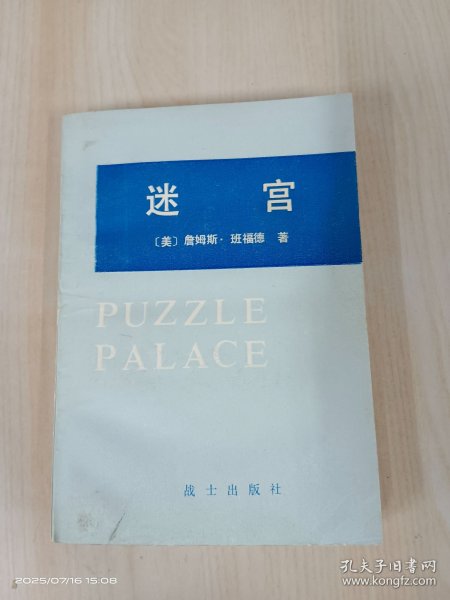 迷宫
〔美〕詹姆斯·班福德 著
PUZZLE
PALACE
战士出版社
2025/07/16 15:08
孔夫子旧书网
www.kongfz.com